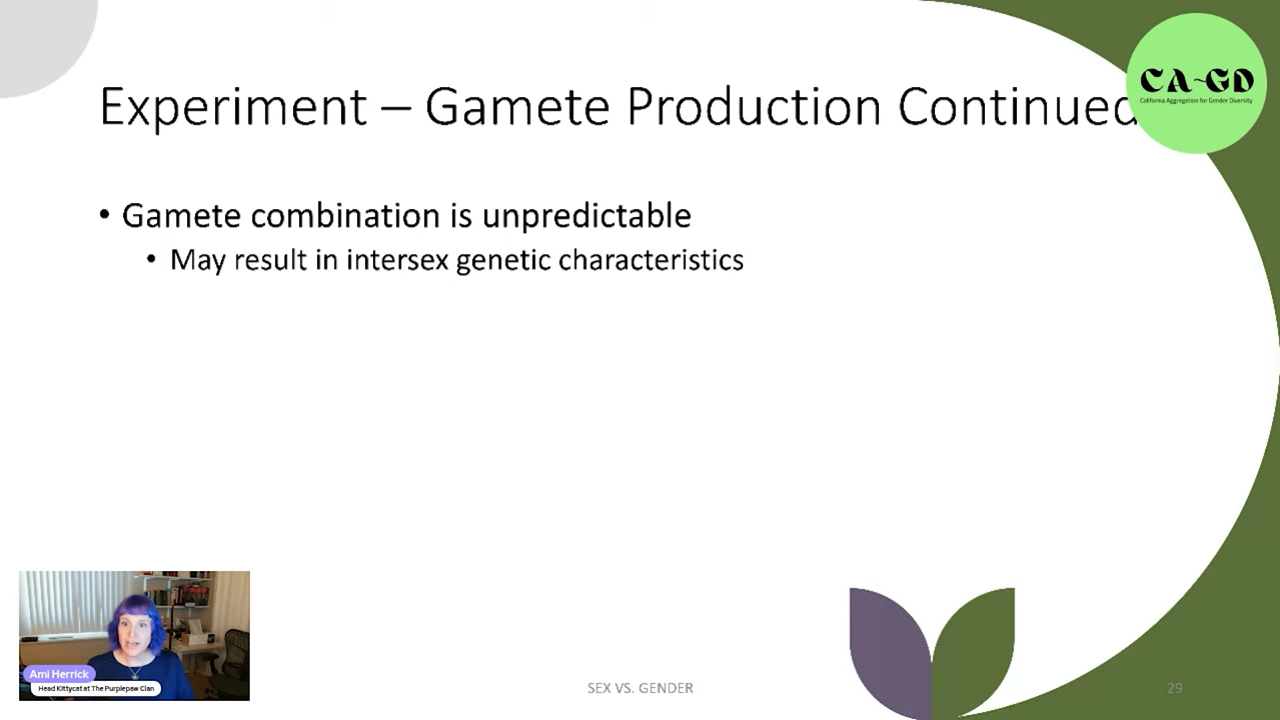 CA~GD
California Aggregation for Gender Diversity
Experiment – Gamete Production Continued
• Gamete combination is unpredictable
• May result in intersex genetic characteristics
Ami Herrick
Head Kittycat at The Purplepaw Clan
SEX VS. GENDER
29